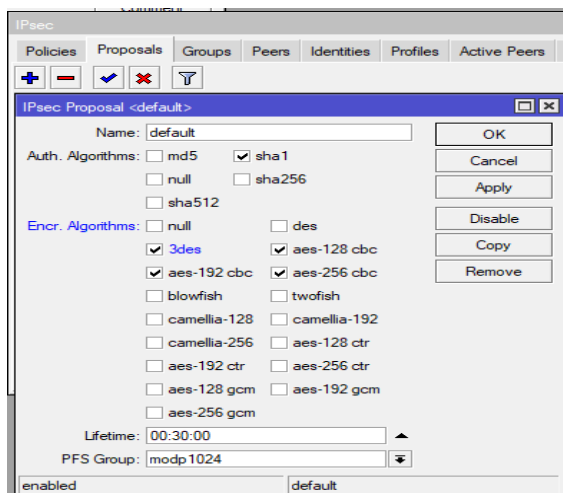 IPsec
Policies Proposals Groups Peers Identities Profiles Active Peers
IPsec Proposal <default>
Name: default
OK
Auth. Algorithms: md5 sha1
Cancel
null sha256
Apply
sha512
Encr. Algorithms: null des
Disable
3des aes-128 cbc
Copy
aes-192 cbc aes-256 cbc
Remove
blowfish twofish
camellia-128 camellia-192
camellia-256 aes-128 ctr
aes-192 ctr aes-256 ctr
aes-128 gcm aes-192 gcm
aes-256 gcm
Lifetime: 00:30:00
PFS Group: modp1024
enabled default